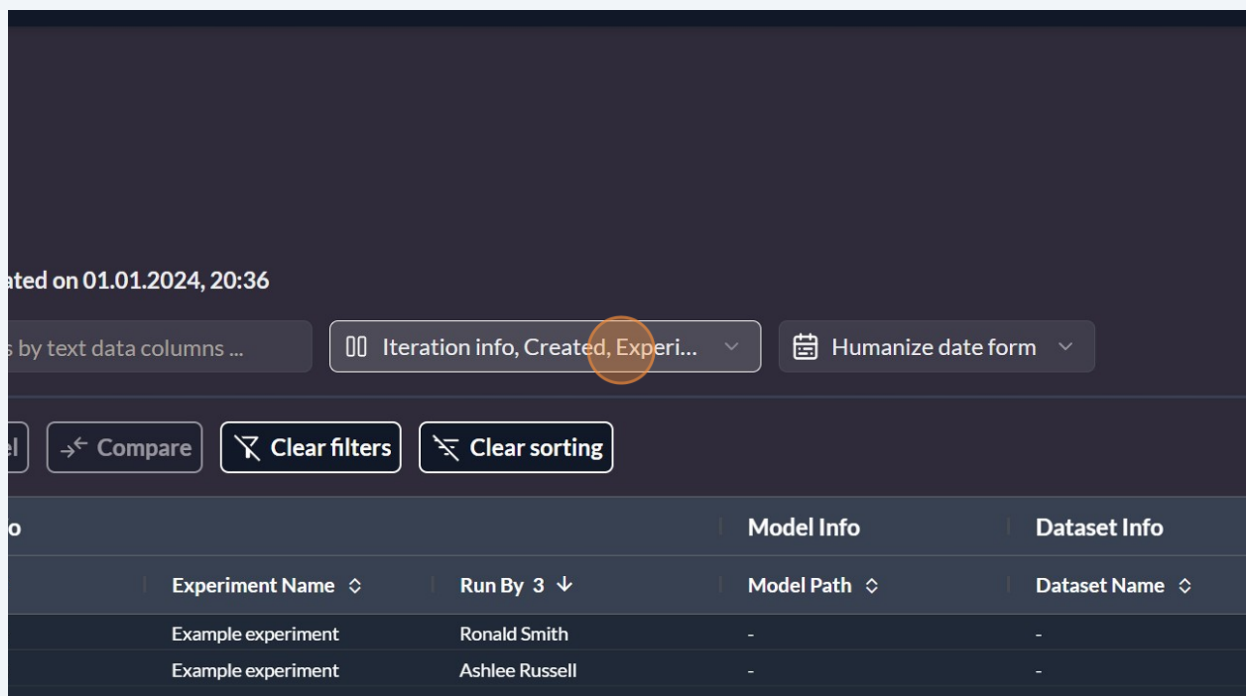 ated on 01.01.2024, 20:36
by text data columns ...
Iteration info, Created, Experi...
Humanize date form
Compare
Clear filters
Clear sorting
Model Info
Dataset Info
Experiment Name
Run By 3
Model Path
Dataset Name
Example experiment
Ronald Smith
-
-
Example experiment
Ashlee Russell
-
-